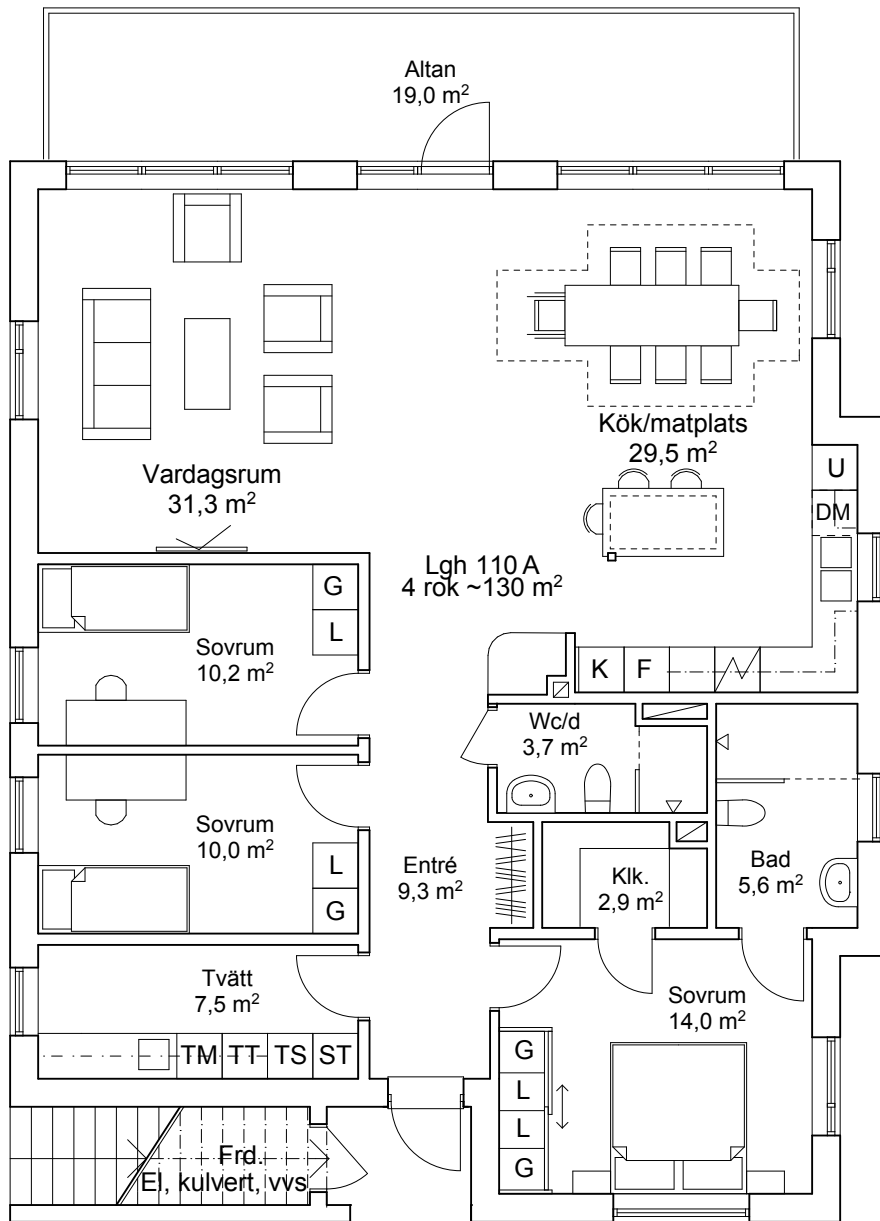 Altan
19,0 m²
Kök/matplats
29,5 m²
Vardagsrum
31,3 m²
U
DM
Lgh 110 A
4 rok ~130 m²
G
L
Sovrum
10,2 m²
K F
Wc/d
3,7 m²
Sovrum
10,0 m²
L
G
Entré
9,3 m²
Klk.
2,9 m²
Bad
5,6 m²
Tvätt
7,5 m²
TM TT TS ST
Sovrum
14,0 m²
G
L
L
G
Frd.
El, kulvert, vvs